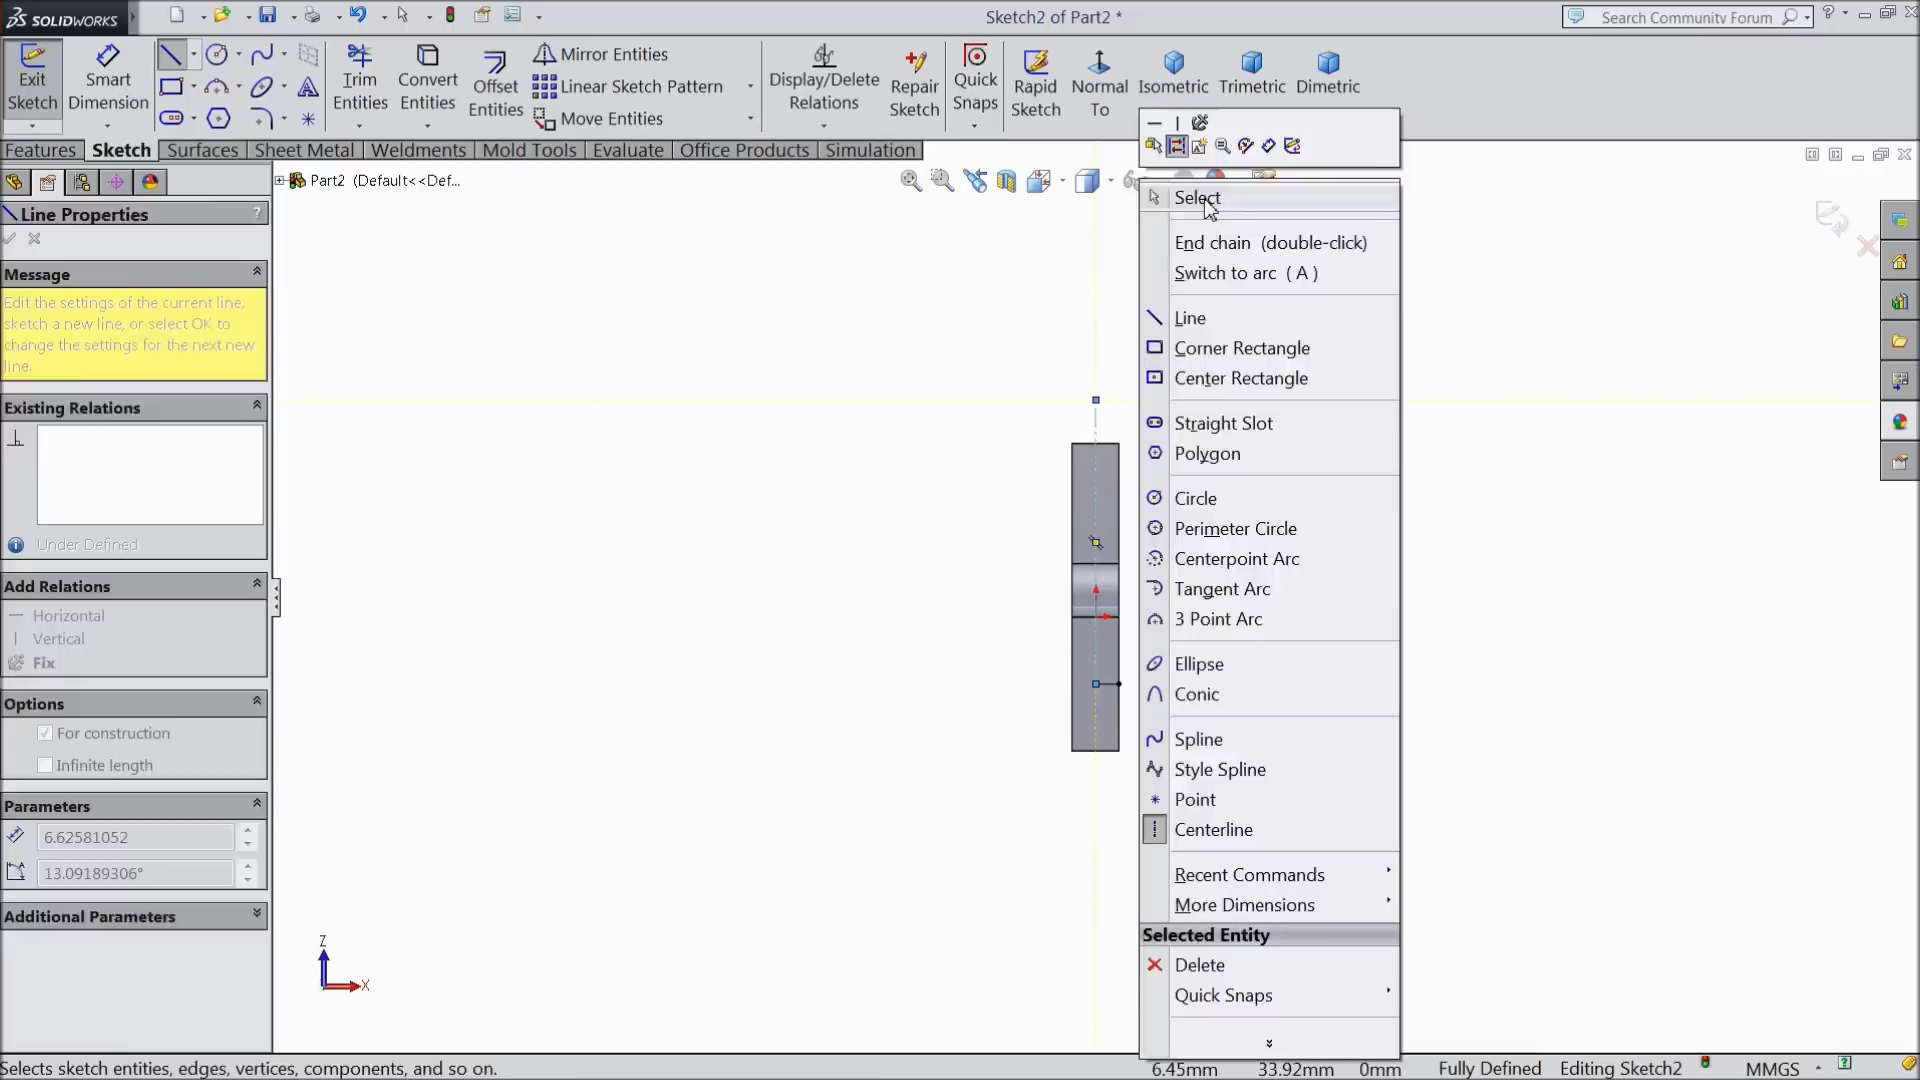 SOLIDWORKS
Sketch2 of Part2 *
Search Community Forum
Exit Sketch
Smart Dimension
Trim Entities
Convert Entities
Offset Entities
Mirror Entities
Linear Sketch Pattern
Move Entities
Display/Delete Relations
Repair Sketch
Quick Snaps
Rapid Sketch
Normal To
Isometric
Trimetric
Dimetric
Features
Sketch
Surfaces
Sheet Metal
Weldments
Mold Tools
Evaluate
Office Products
Simulation
Part2 (Default<<Def...
Line Properties
?
Message
Edit the settings of the current line,
sketch a new line, or select OK to
change the settings for the next new
line.
Existing Relations
Under Defined
Add Relations
Horizontal
Vertical
Fix
Options
For construction
Infinite length
Parameters
6.62581052
13.09189306°
Additional Parameters
Z
X
Select
End chain (double-click)
Switch to arc ( A )
Line
Corner Rectangle
Center Rectangle
Straight Slot
Polygon
Circle
Perimeter Circle
Centerpoint Arc
Tangent Arc
3 Point Arc
Ellipse
Conic
Spline
Style Spline
Point
Centerline
Recent Commands
More Dimensions
Selected Entity
Delete
Quick Snaps
Selects sketch entities, edges, vertices, components, and so on.
6.45mm
33.92mm
0mm
Fully Defined
Editing Sketch2
MMGS